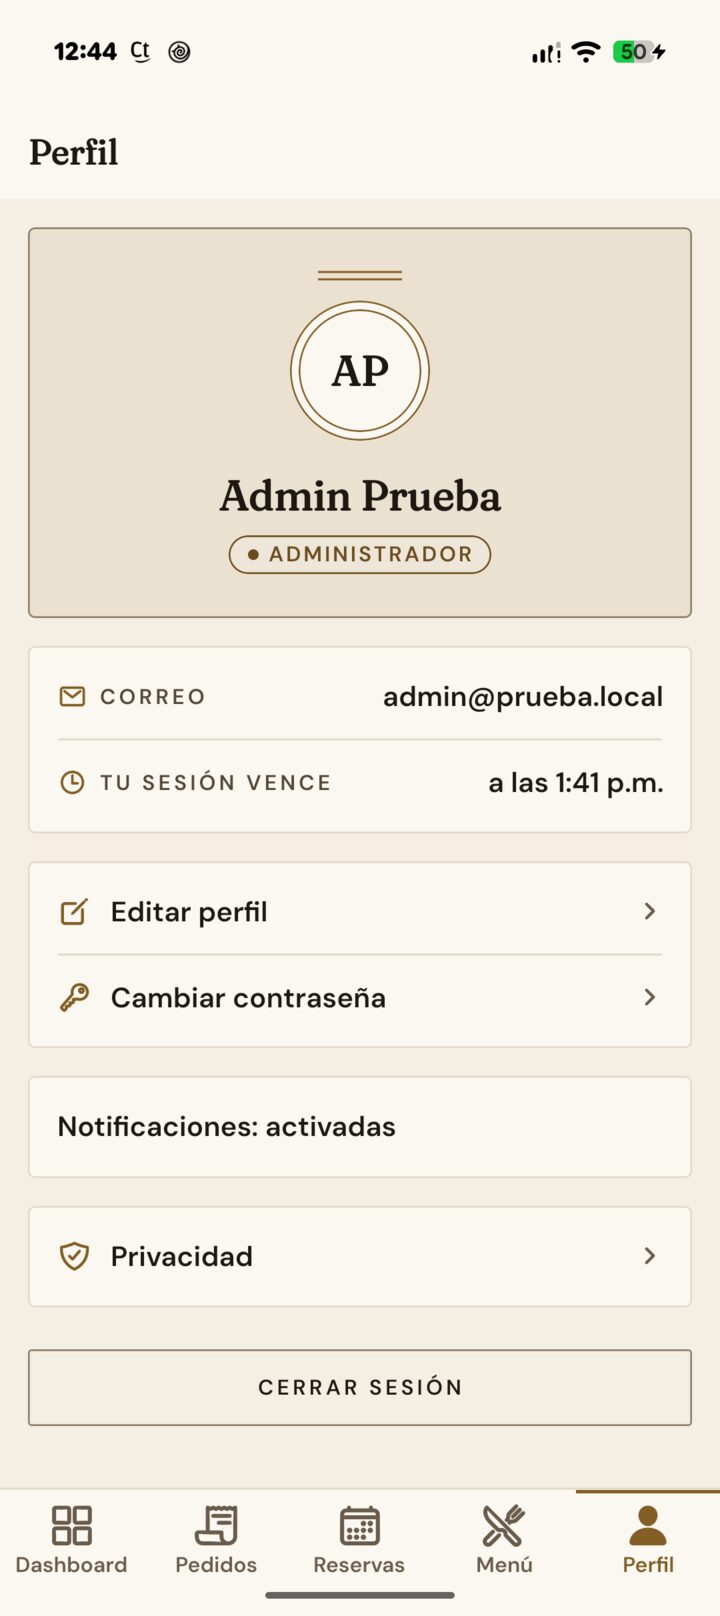 12:44 Ct 50
Perfil
AP
Admin Prueba
ADMINISTRADOR
CORREO admin@prueba.local
TU SESIÓN VENCE a las 1:41 p.m.
Editar perfil
Cambiar contraseña
Notificaciones: activadas
Privacidad
CERRAR SESIÓN
Dashboard Pedidos Reservas Menú Perfil